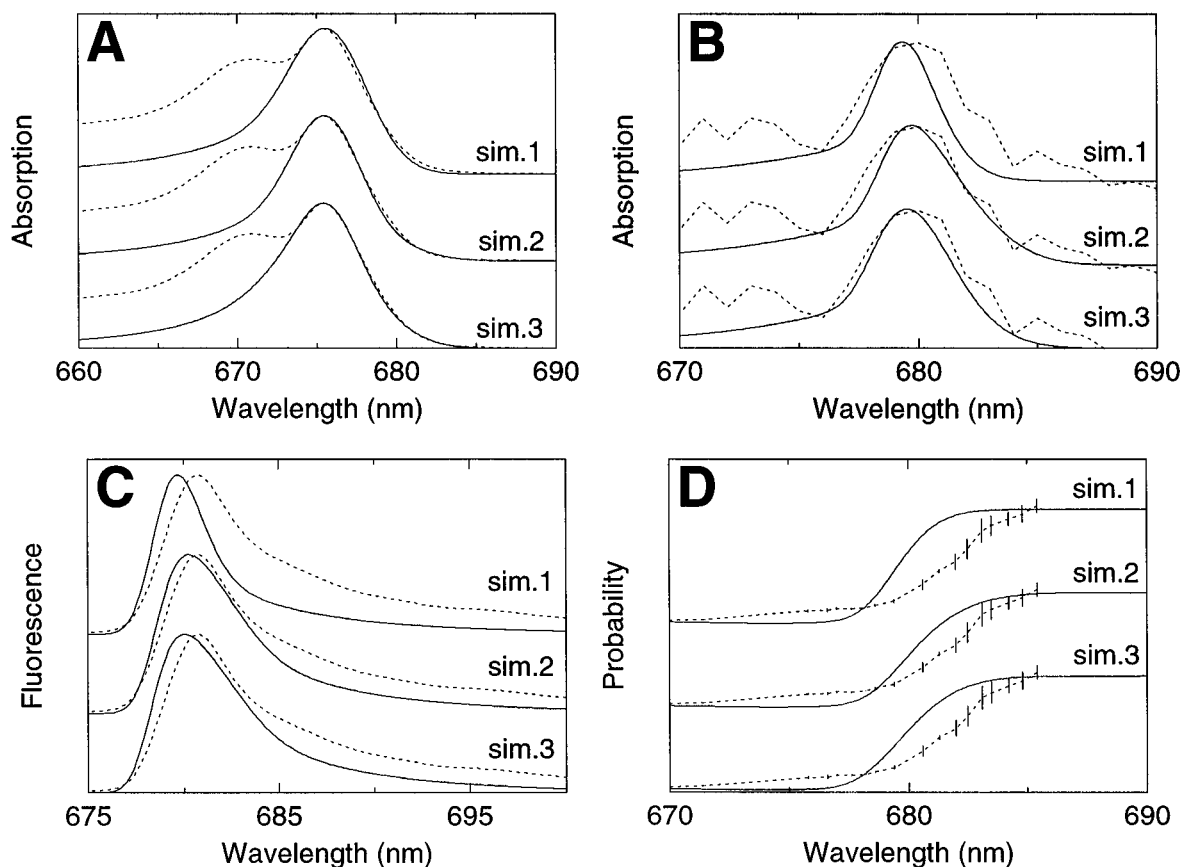 A
Absorption
sim.1
sim.2
sim.3
660 670 680 690
Wavelength (nm)
B
Absorption
sim.1
sim.2
sim.3
670 680 690
Wavelength (nm)
C
Fluorescence
sim.1
sim.2
sim.3
675 685 695
Wavelength (nm)
D
Probability
sim.1
sim.2
sim.3
670 680 690
Wavelength (nm)